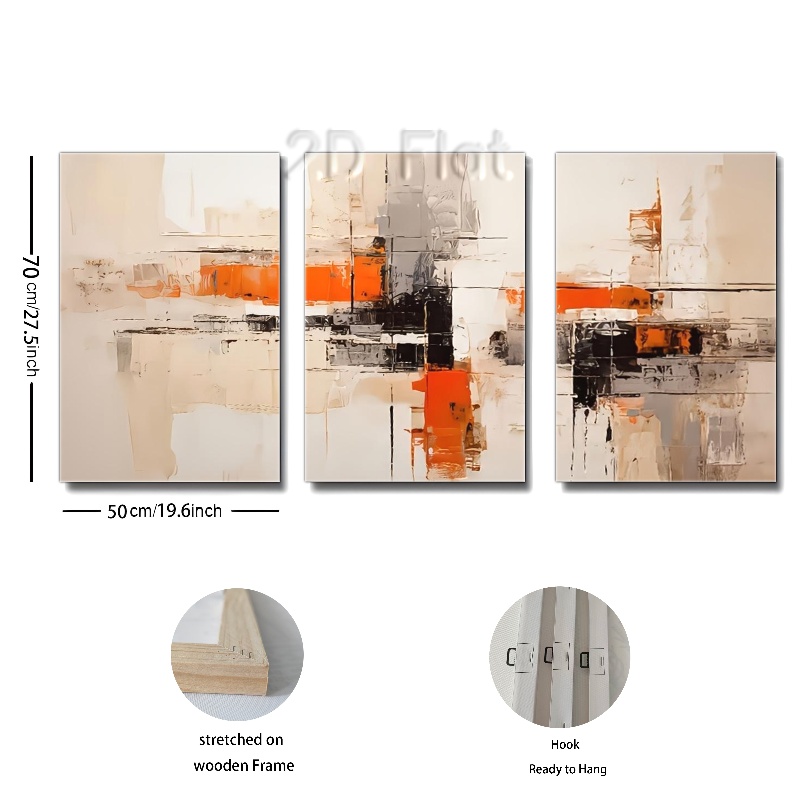 2D Flat
70 cm/27.5inch
50 cm/19.6inch
stretched on
wooden Frame
Hook
Ready to Hang